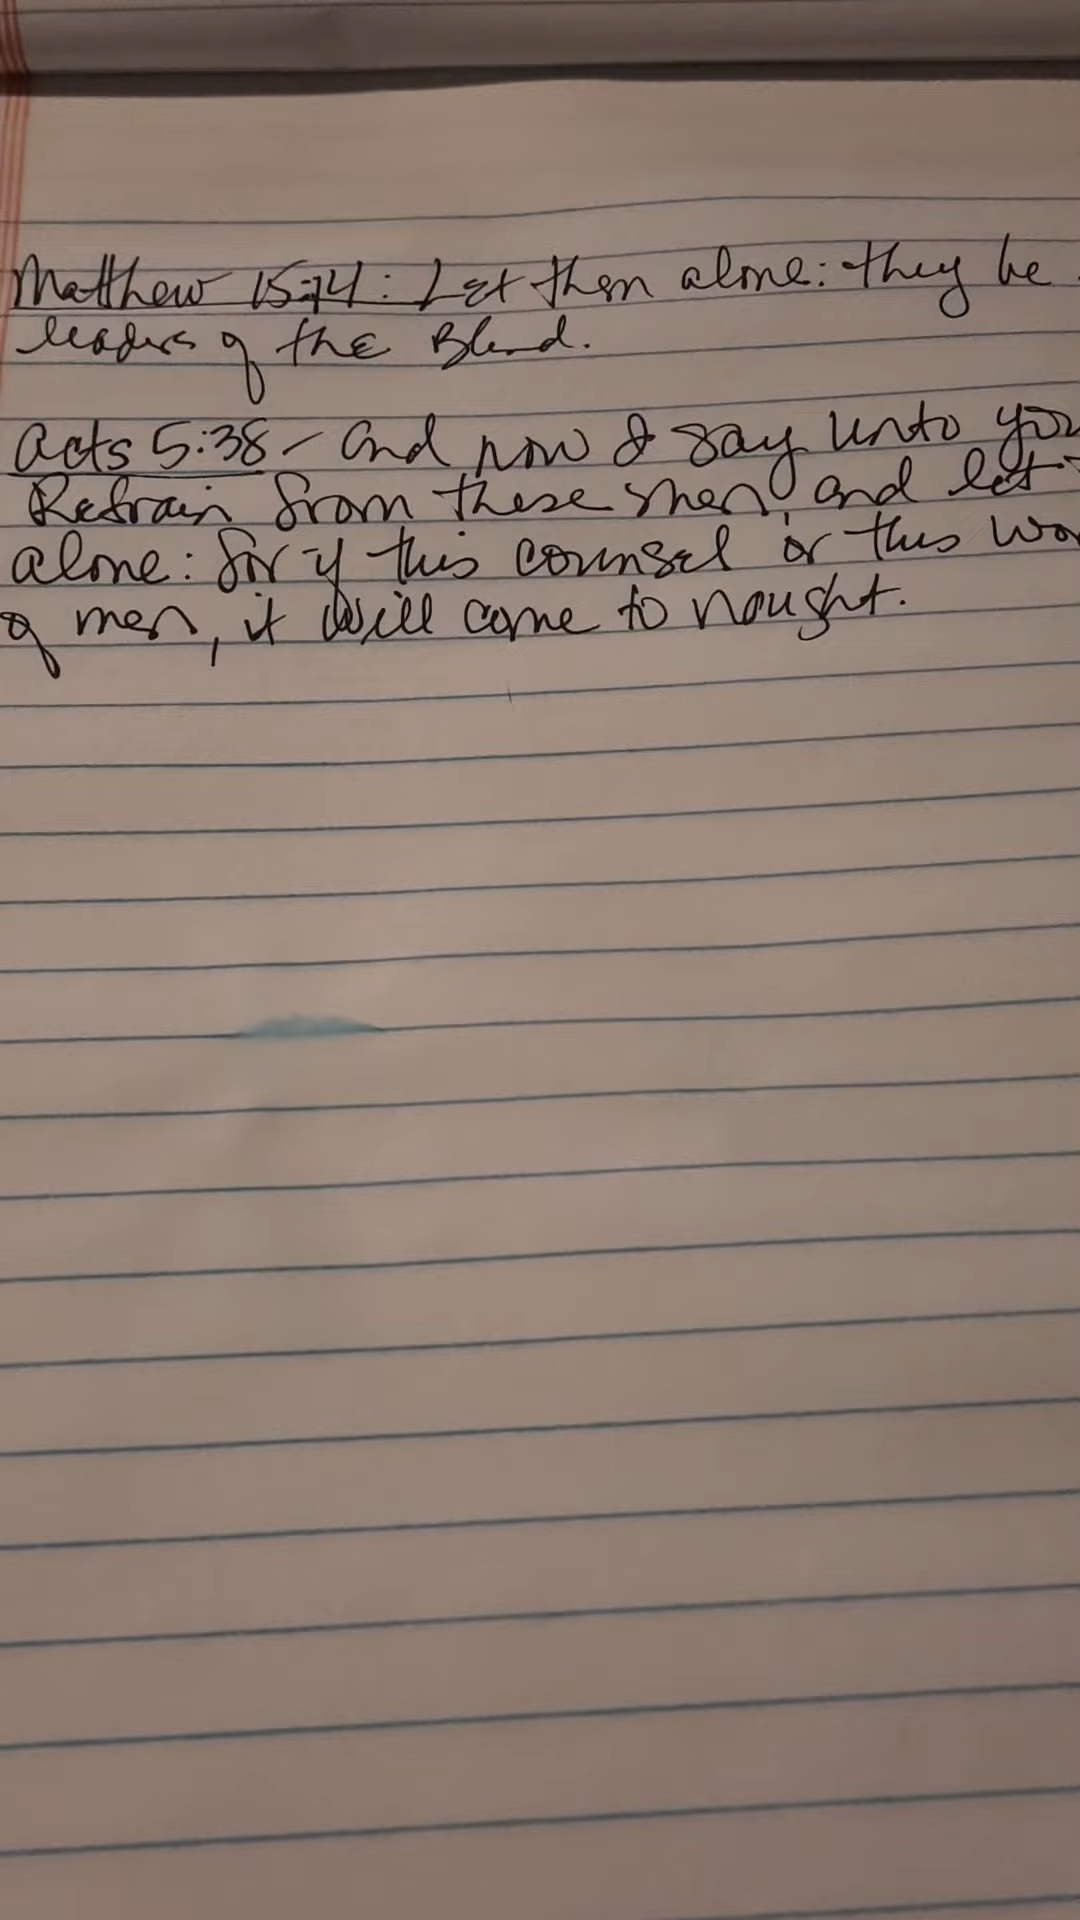 Matthew 15:14: Let them alone: they be
leaders of the Blind.
Acts 5:38 - And now I say unto you
Refrain from these men, and let
alone: for if this counsel or this wo
of men, it will come to nought.